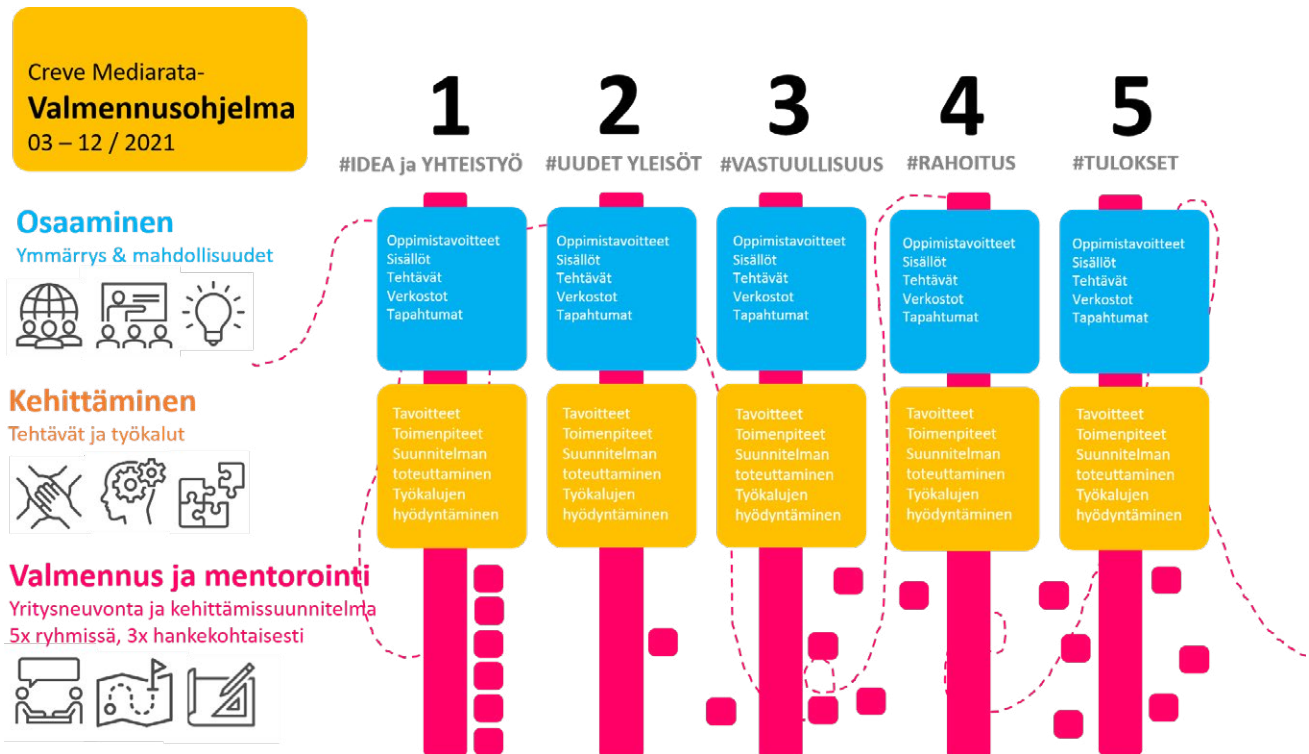 Creve Mediarata-
Valmennusohjelma
03 – 12 / 2021
1
#IDEA ja YHTEISTYÖ
2
#UUDET YLEISÖT
3
#VASTUULLISUUS
4
#RAHOITUS
5
#TULOKSET
Osaaminen
Ymmärrys & mahdollisuudet
Oppimistavoitteet
Sisällöt
Tehtävät
Verkostot
Tapahtumat
Oppimistavoitteet
Sisällöt
Tehtävät
Verkostot
Tapahtumat
Oppimistavoitteet
Sisällöt
Tehtävät
Verkostot
Tapahtumat
Oppimistavoitteet
Sisällöt
Tehtävät
Verkostot
Tapahtumat
Oppimistavoitteet
Sisällöt
Tehtävät
Verkostot
Tapahtumat
Kehittäminen
Tehtävät ja työkalut
Tavoitteet
Toimenpiteet
Suunnitelman
toteuttaminen
Työkalujen
hyödyntäminen
Tavoitteet
Toimenpiteet
Suunnitelman
toteuttaminen
Työkalujen
hyödyntäminen
Tavoitteet
Toimenpiteet
Suunnitelman
toteuttaminen
Työkalujen
hyödyntäminen
Tavoitteet
Toimenpiteet
Suunnitelman
toteuttaminen
Työkalujen
hyödyntäminen
Tavoitteet
Toimenpiteet
Suunnitelman
toteuttaminen
Työkalujen
hyödyntäminen
Valmennus ja mentorointi
Yritysneuvonta ja kehittämissuunnitelma
5x ryhmissä, 3x hankekohtaisesti